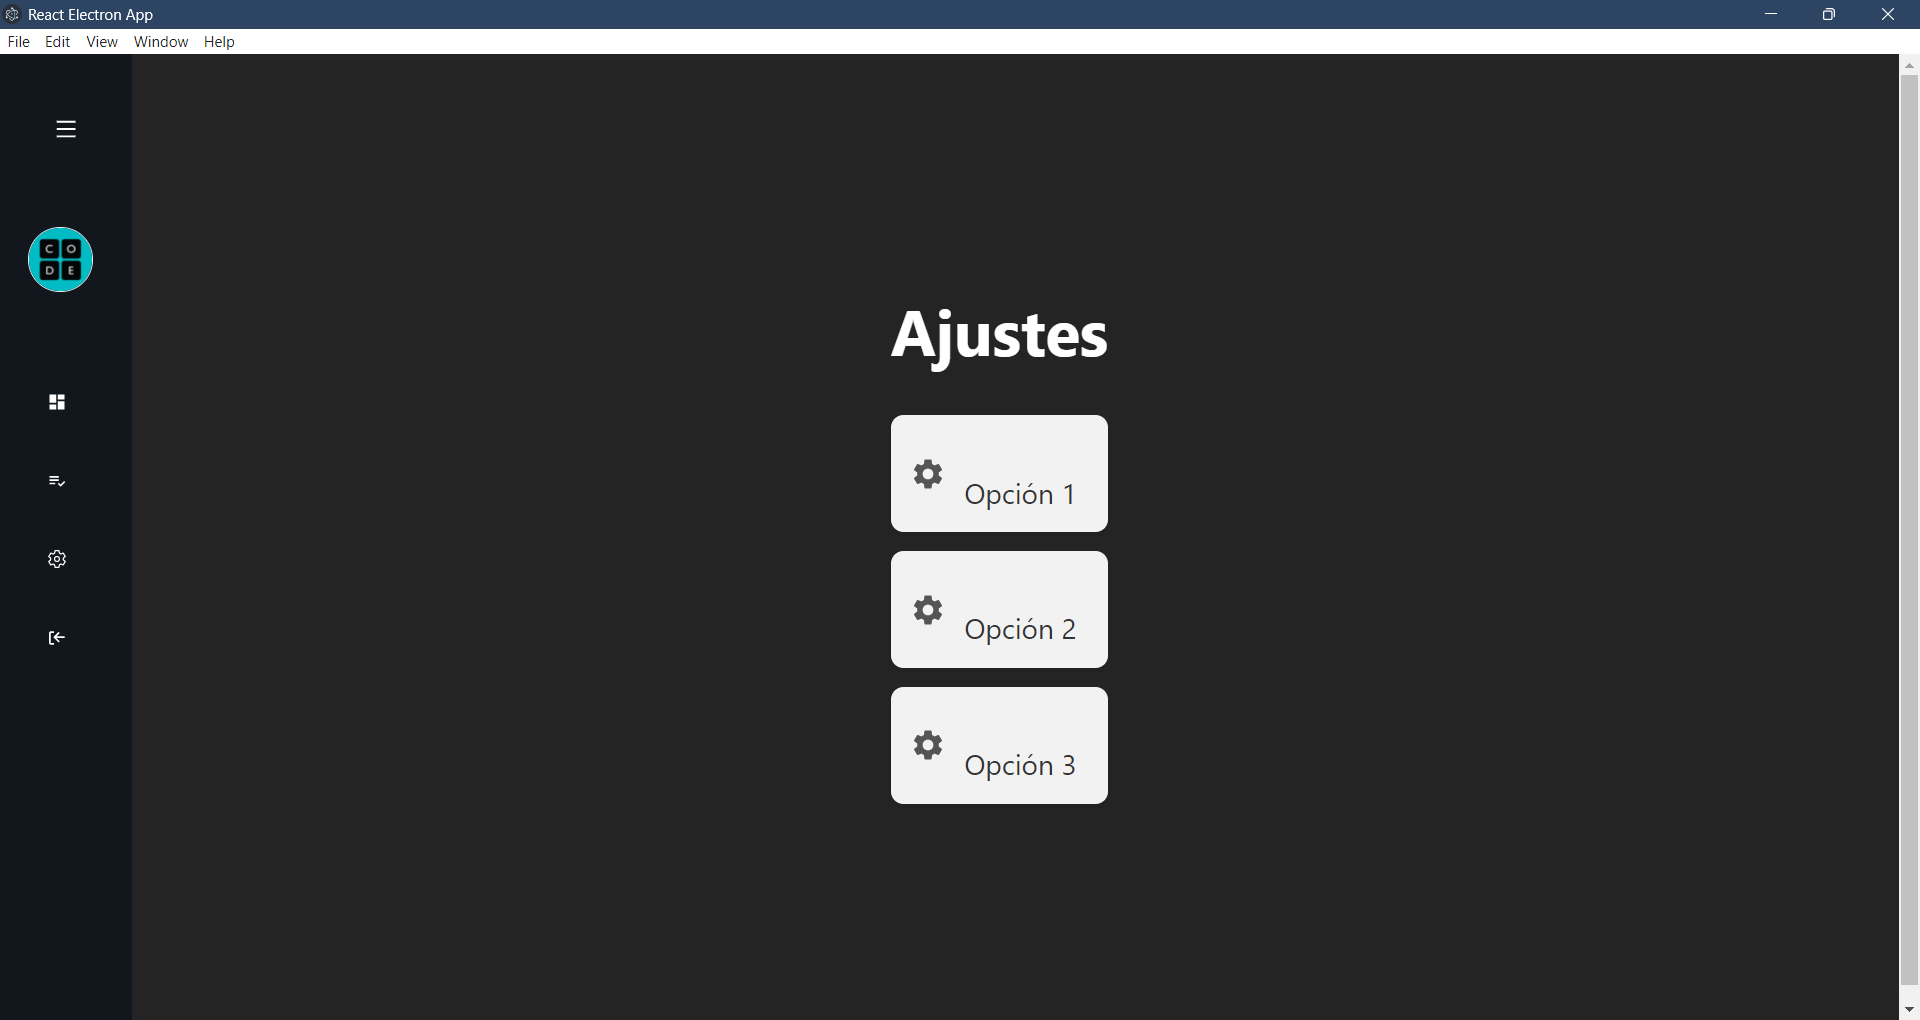 React Electron App
File Edit View Window Help
C O
D E
Ajustes
Opción 1
Opción 2
Opción 3